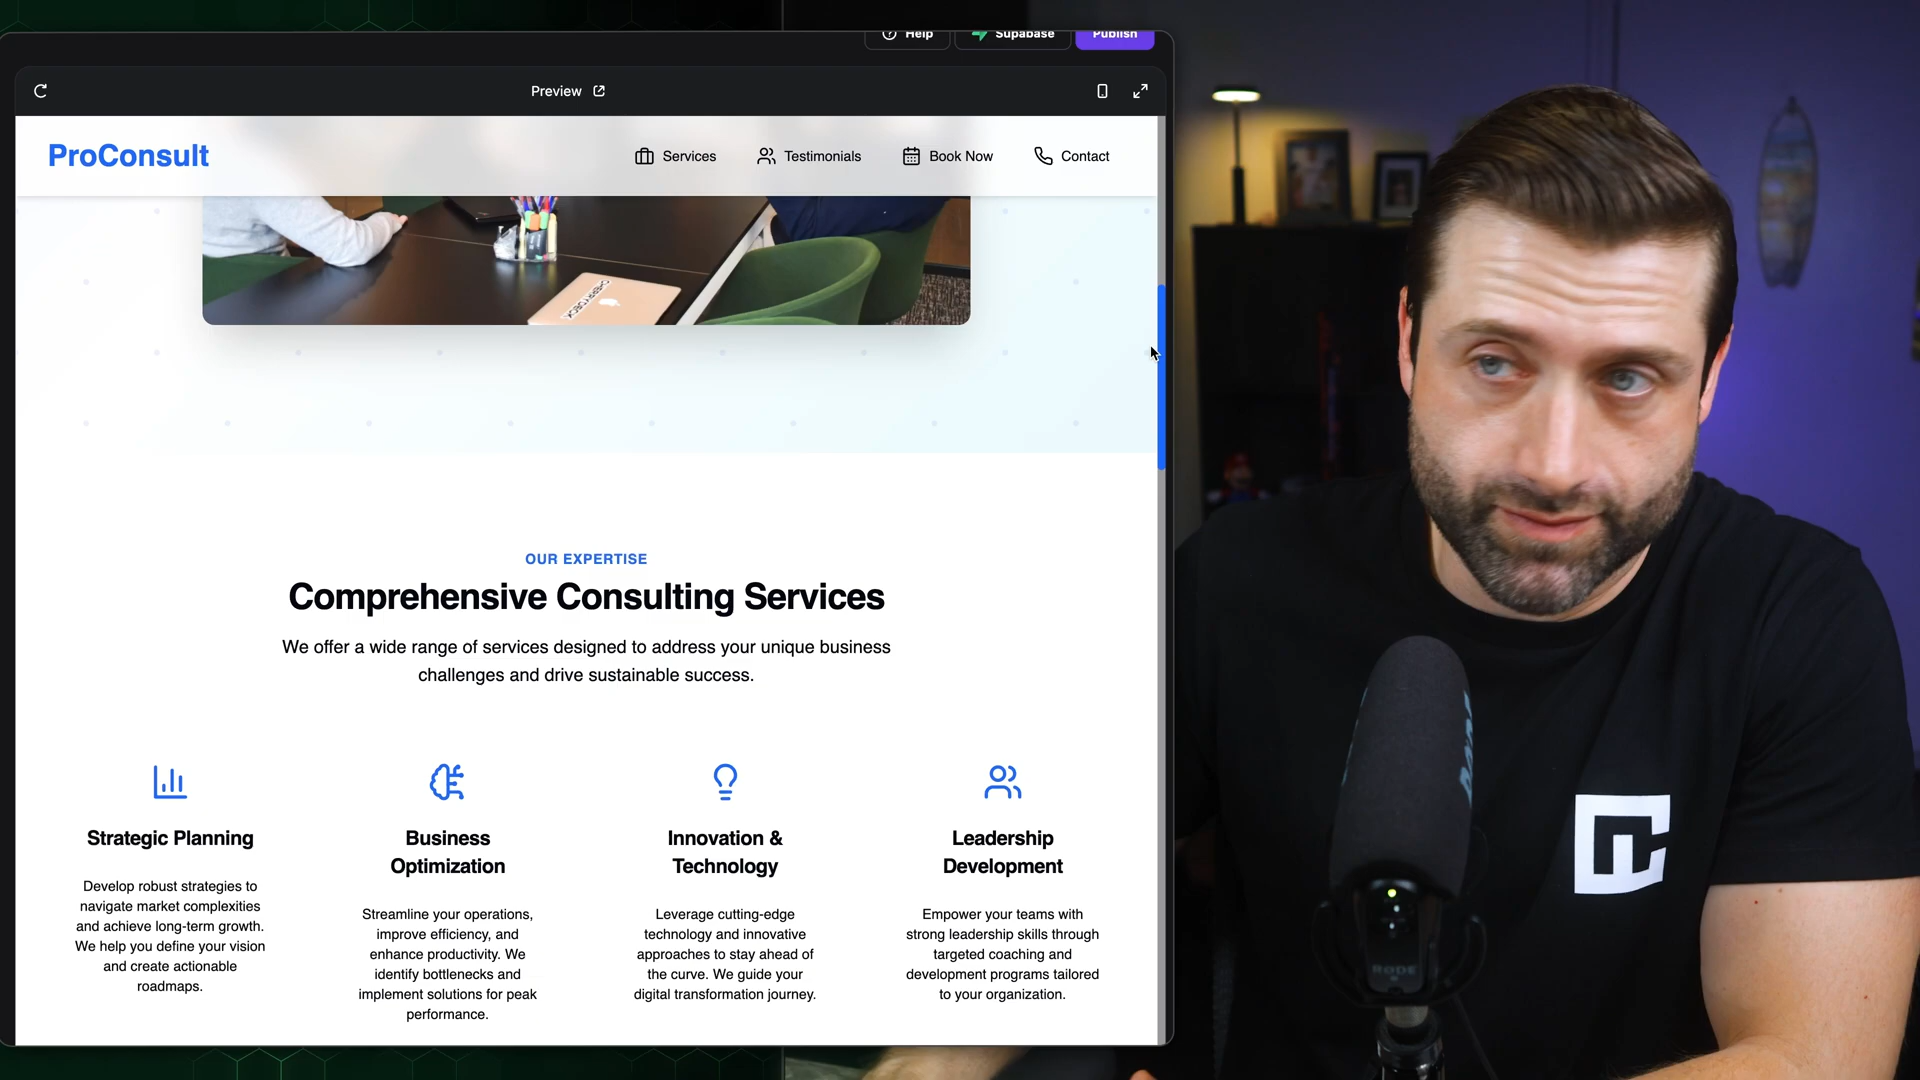 Help
Supabase
Publish
Preview
ProConsult
Services
Testimonials
Book Now
Contact
CHERRYDECK
OUR EXPERTISE
Comprehensive Consulting Services
We offer a wide range of services designed to address your unique business
challenges and drive sustainable success.
Strategic Planning
Develop robust strategies to
navigate market complexities
and achieve long-term growth.
We help you define your vision
and create actionable
roadmaps.
Business
Optimization
Streamline your operations,
improve efficiency, and
enhance productivity. We
identify bottlenecks and
implement solutions for peak
performance.
Innovation &
Technology
Leverage cutting-edge
technology and innovative
approaches to stay ahead of
the curve. We guide your
digital transformation journey.
Leadership
Development
Empower your teams with
strong leadership skills through
targeted coaching and
development programs tailored
to your organization.
RODE